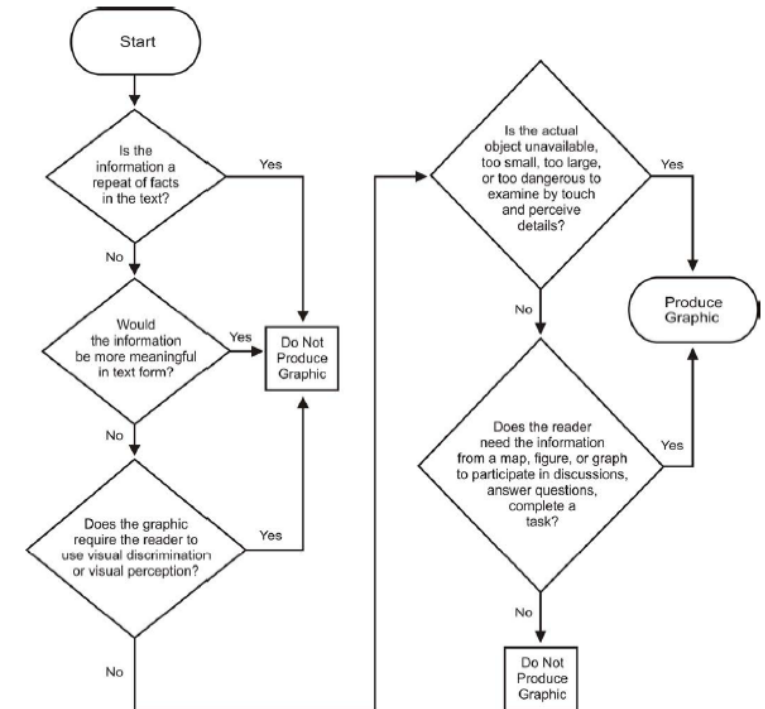 Start
Is the
information a
repeat of facts
in the text?
Yes
No
Would
the information
be more meaningful
in text form?
Yes
Do Not
Produce
Graphic
No
Does the graphic
require the reader to
use visual discrimination
or visual perception?
Yes
No
Is the actual
object unavailable,
too small, too large,
or too dangerous to
examine by touch
and perceive
details?
Yes
Produce
Graphic
No
Does the reader
need the information
from a map, figure, or graph
to participate in discussions,
answer questions,
complete a
task?
Yes
No
Do Not
Produce
Graphic